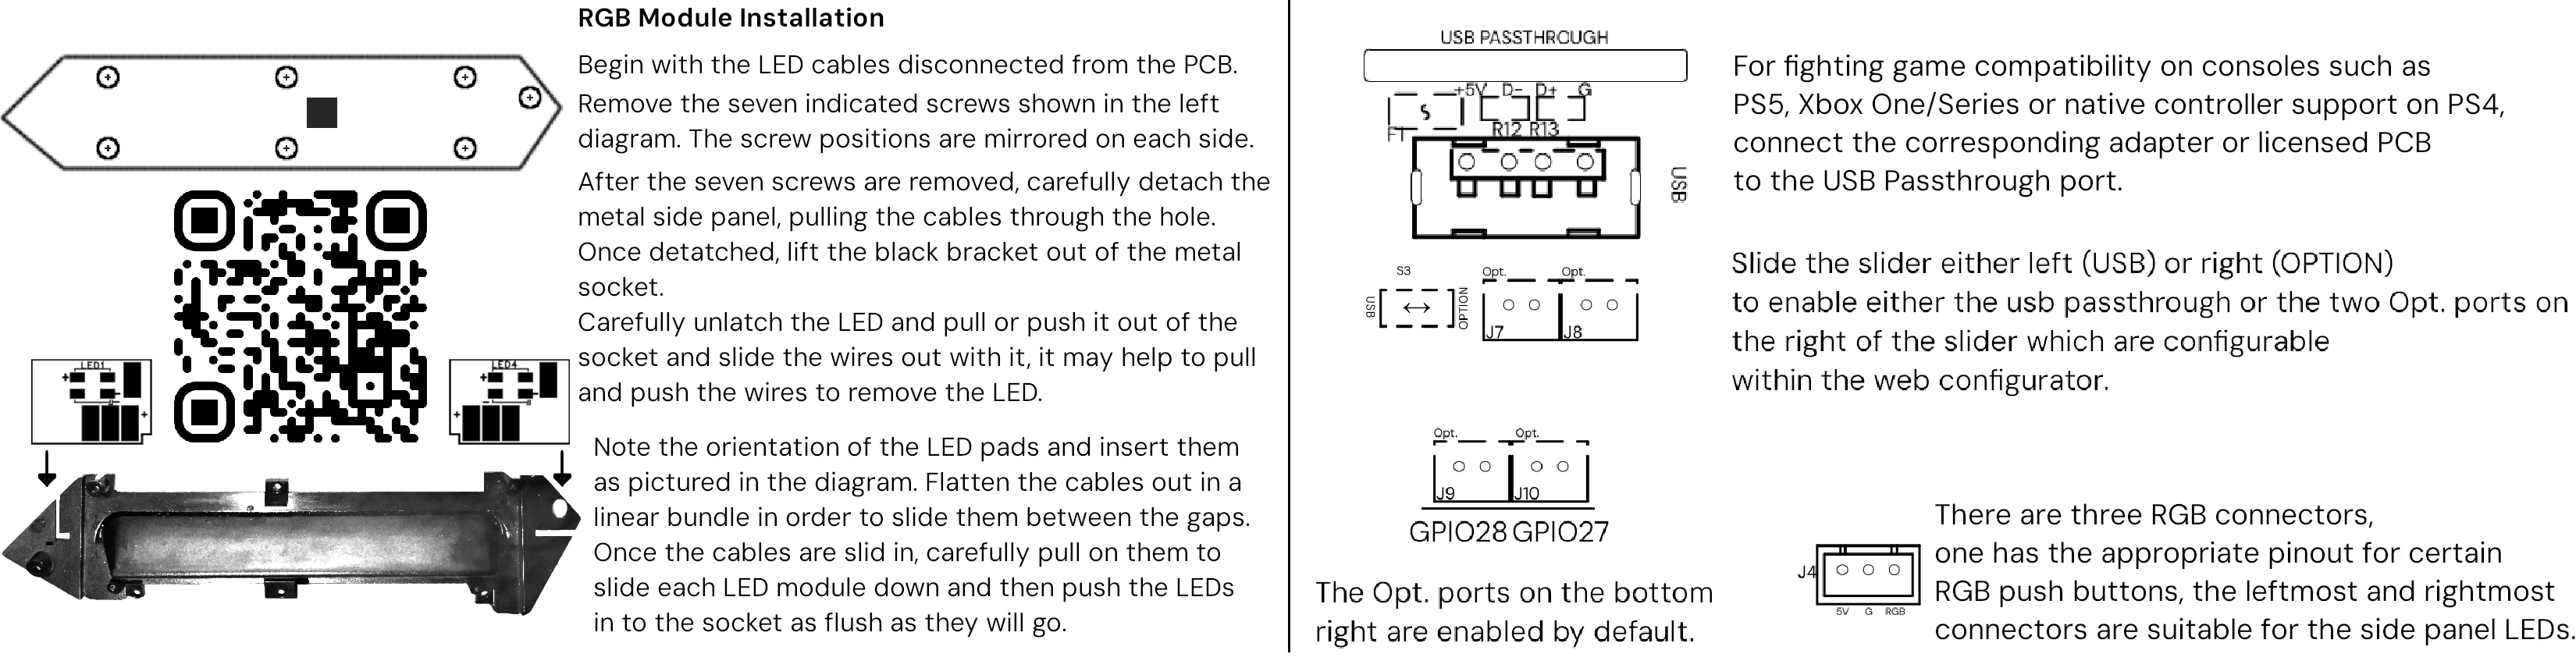 RGB Module Installation
Begin with the LED cables disconnected from the PCB.
Remove the seven indicated screws shown in the left
diagram. The screw positions are mirrored on each side.
After the seven screws are removed, carefully detach the
metal side panel, pulling the cables through the hole.
Once detatched, lift the black bracket out of the metal
socket.
Carefully unlatch the LED and pull or push it out of the
socket and slide the wires out with it, it may help to pull
and push the wires to remove the LED.
LED1
+
-
+
LED4
+
-
+
Note the orientation of the LED pads and insert them
as pictured in the diagram. Flatten the cables out in a
linear bundle in order to slide them between the gaps.
Once the cables are slid in, carefully pull on them to
slide each LED module down and then push the LEDs
in to the socket as flush as they will go.
USB PASSTHROUGH
+5V D- D+ G
S
F1
R12 R13
USB
For fighting game compatibility on consoles such as
PS5, Xbox One/Series or native controller support on PS4,
connect the corresponding adapter or licensed PCB
to the USB Passthrough port.
S3
USB
OPTION
Opt. Opt.
J7 J8
Slide the slider either left (USB) or right (OPTION)
to enable either the usb passthrough or the two Opt. ports on
the right of the slider which are configurable
within the web configurator.
Opt. Opt.
J9 J10
GPIO28 GPIO27
The Opt. ports on the bottom
right are enabled by default.
J4
5V G RGB
There are three RGB connectors,
one has the appropriate pinout for certain
RGB push buttons, the leftmost and rightmost
connectors are suitable for the side panel LEDs.